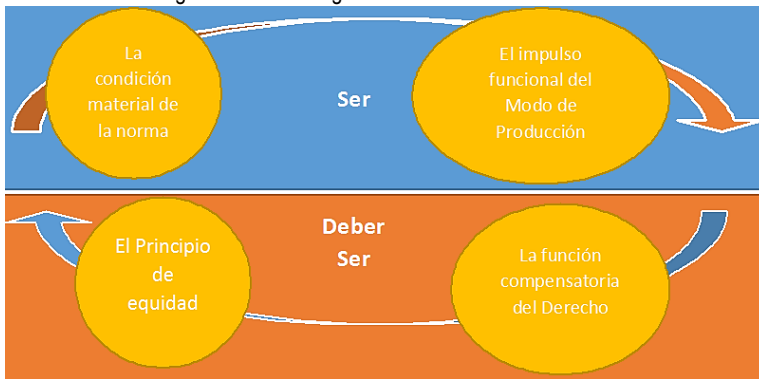 La
condición
material de
la norma
Ser
El impulso
funcional del
Modo de
Producción
Deber
Ser
El Principio
de
equidad
La función
compensatoria
del Derecho